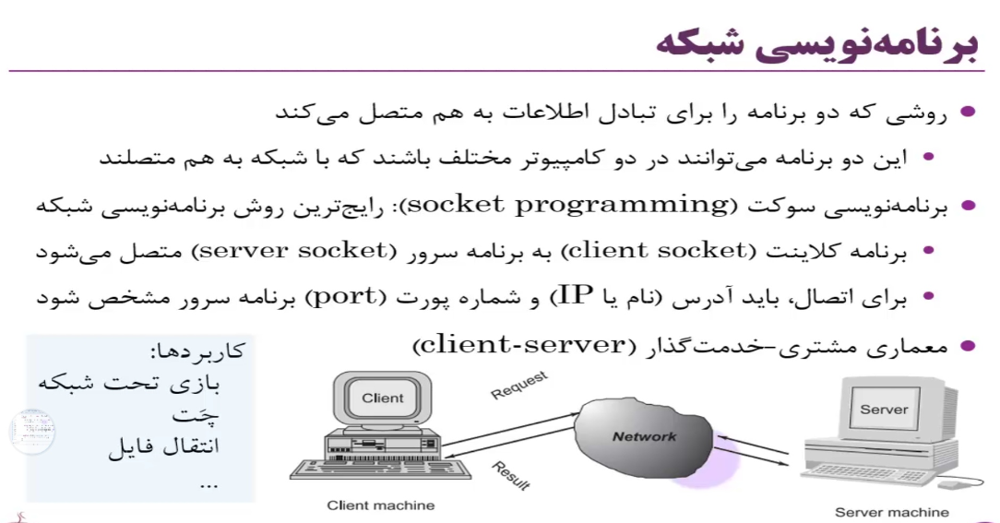 برنامه‌نویسی شبکه
روشی که دو برنامه را برای تبادل اطلاعات به هم متصل می‌کند
این دو برنامه می‌توانند در دو کامپیوتر مختلف باشند که با شبکه به هم متصلند
برنامه‌نویسی سوکت (socket programming): رایج‌ترین روش برنامه‌نویسی شبکه
برنامه کلاینت (client socket) به برنامه سرور (server socket) متصل می‌شود
برای اتصال، باید آدرس (نام یا IP) و شماره پورت (port) برنامه سرور مشخص شود
معماری مشتری-خدمت‌گذار (client-server)
کاربردها:
بازی تحت شبکه
چَت
انتقال فایل
...
Client
Request
Network
Result
Server
Client machine
Server machine